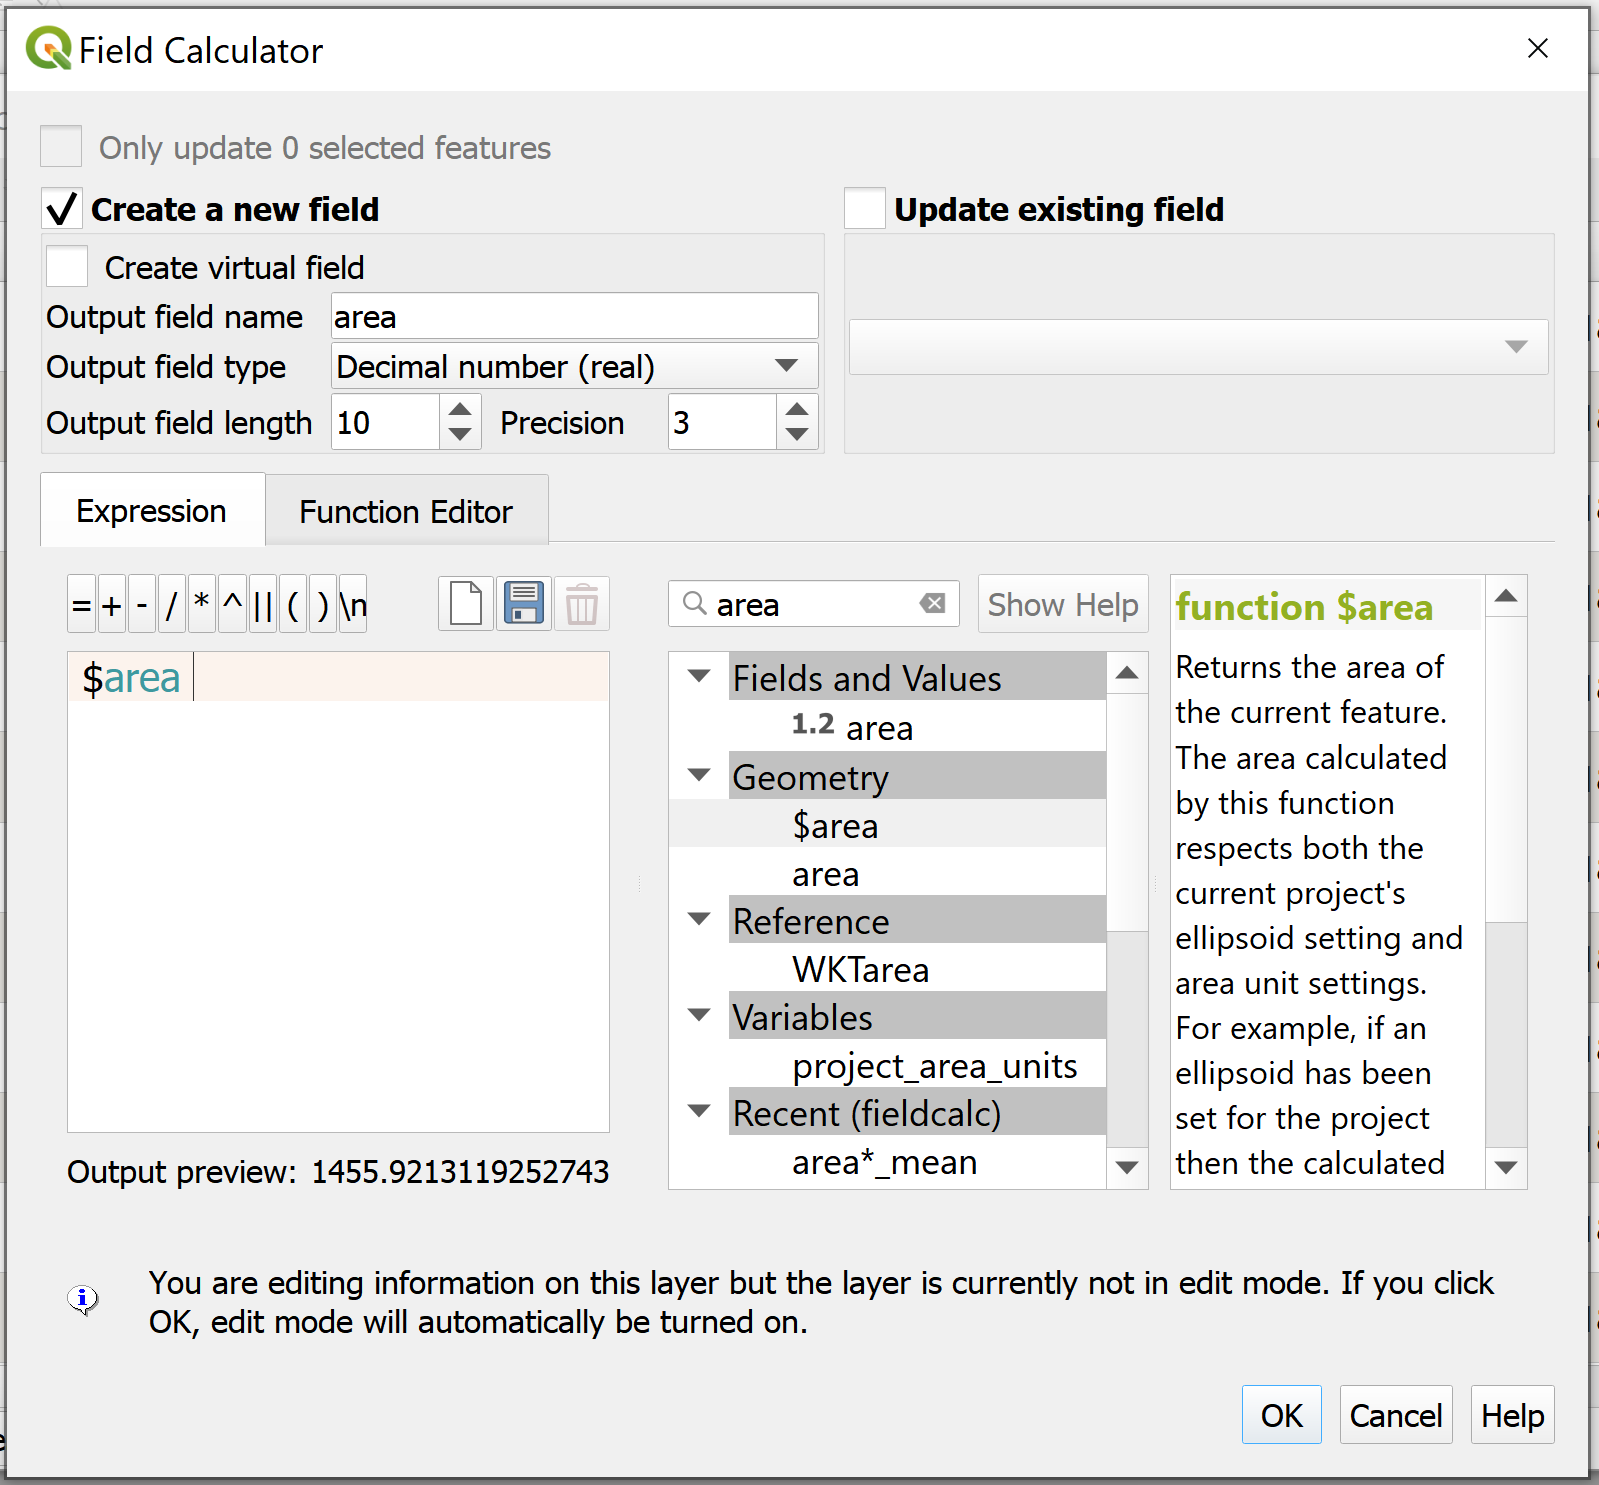 Field Calculator
Only update 0 selected features
Create a new field
Update existing field
Create virtual field
Output field name area
Output field type Decimal number (real)
Output field length 10 Precision 3
Expression
Function Editor
= + - / * ^ || ( ) \n
area
Show Help
$area
Output preview: 1455.9213119252743
Fields and Values
1.2 area
Geometry
$area
area
Reference
WKTarea
Variables
project_area_units
Recent (fieldcalc)
area*_mean
function $area
Returns the area of
the current feature.
The area calculated
by this function
respects both the
current project's
ellipsoid setting and
area unit settings.
For example, if an
ellipsoid has been
set for the project
then the calculated
You are editing information on this layer but the layer is currently not in edit mode. If you click
OK, edit mode will automatically be turned on.
OK
Cancel
Help